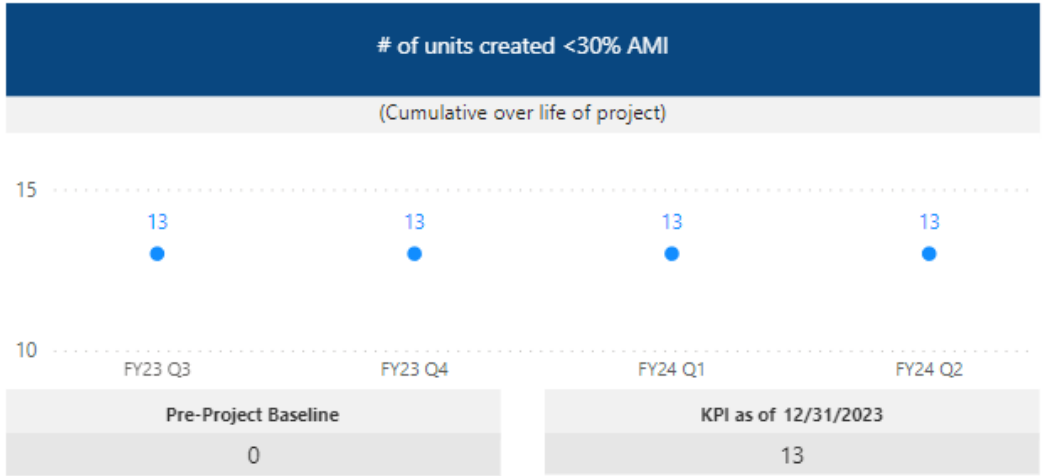 # of units created <30% AMI
(Cumulative over life of project)
15
13 13 13 13
10
FY23 Q3 FY23 Q4 FY24 Q1 FY24 Q2
Pre-Project Baseline KPI as of 12/31/2023
0 13